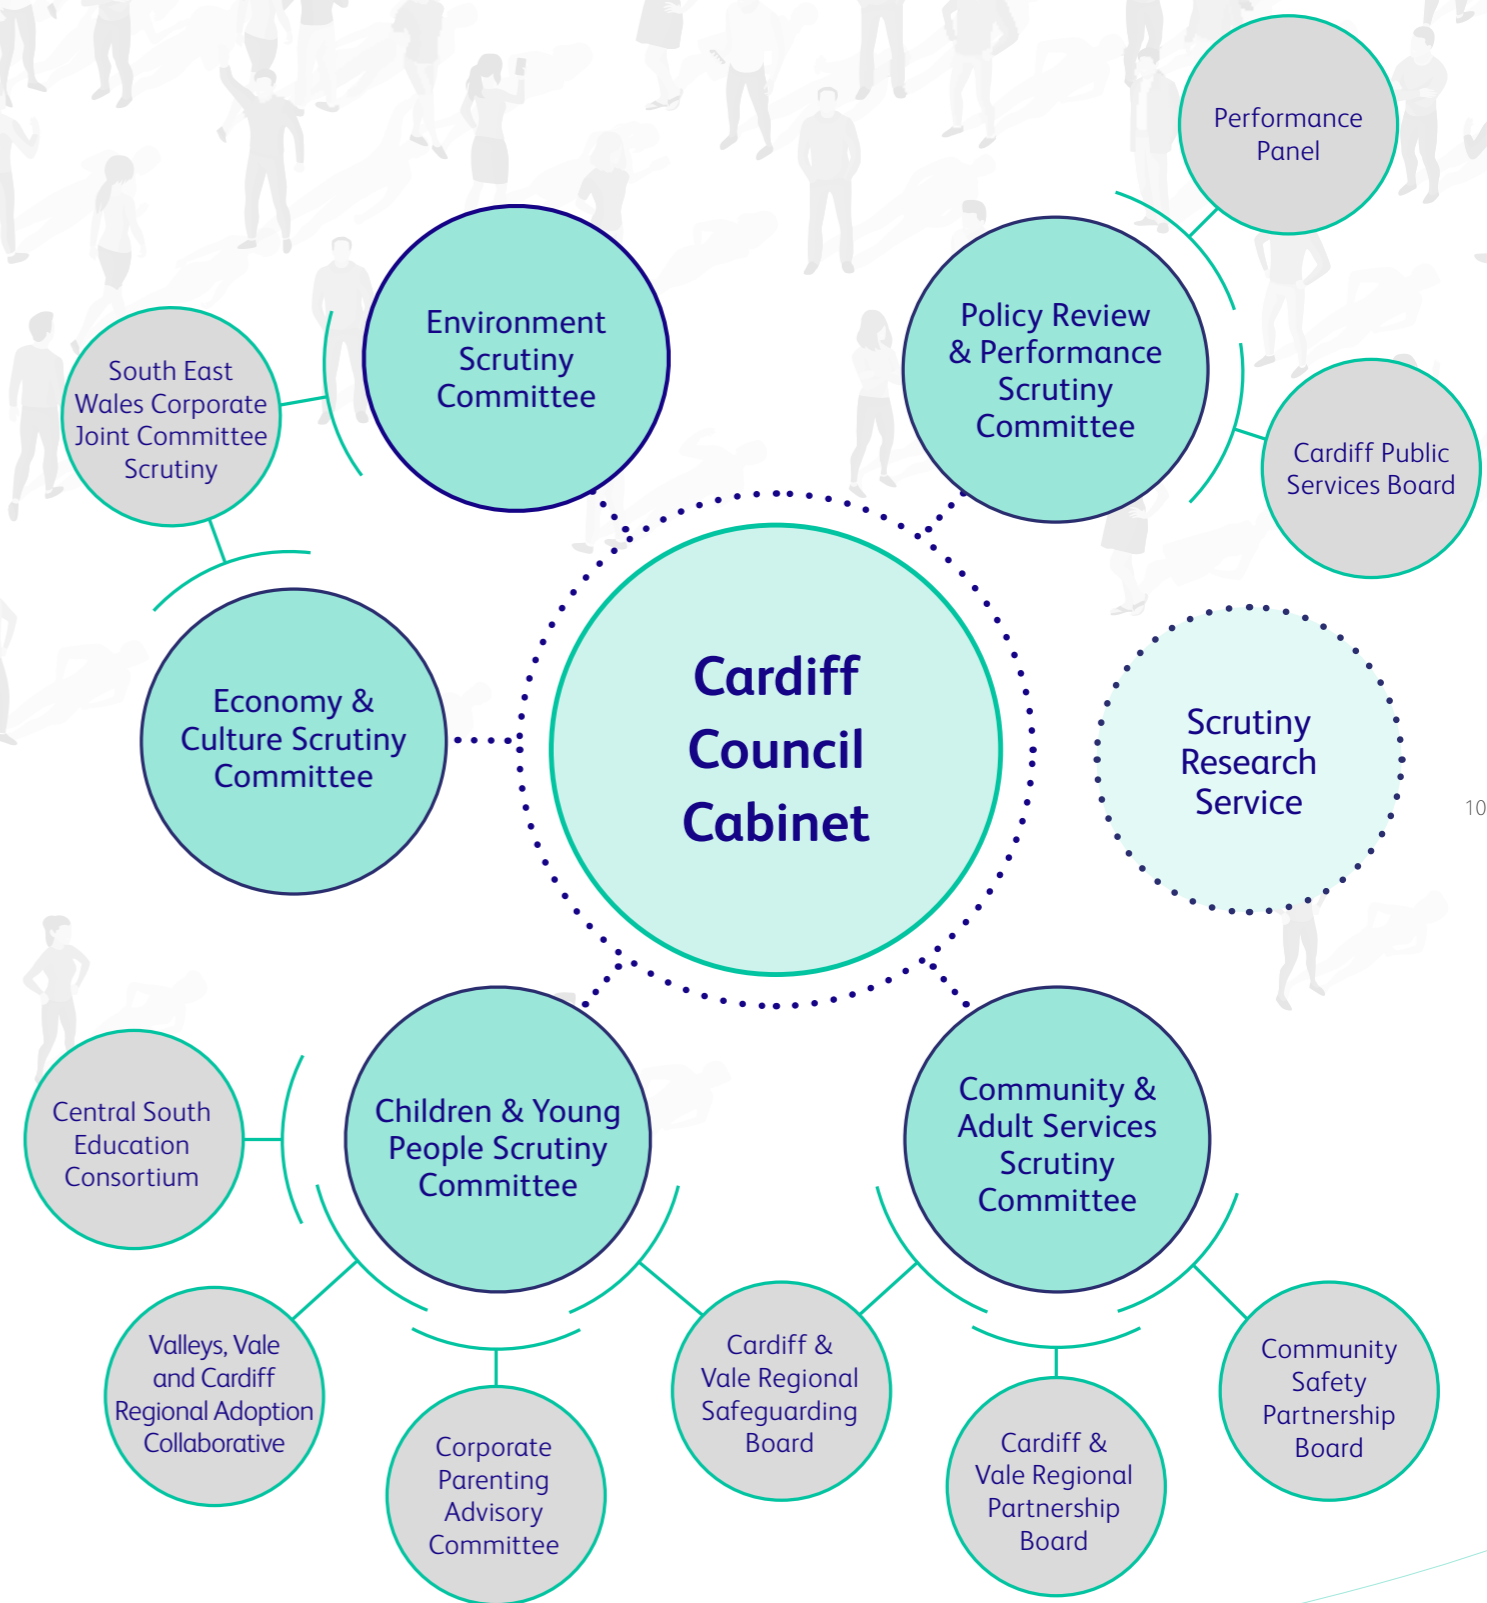 Performance
Panel
Environment
Scrutiny
Committee
Policy Review
& Performance
Scrutiny
Committee
South East
Wales Corporate
Joint Committee
Scrutiny
Cardiff Public
Services Board
Economy &
Culture Scrutiny
Committee
Cardiff
Council
Cabinet
Scrutiny
Research
Service
10
Central South
Education
Consortium
Children & Young
People Scrutiny
Committee
Community &
Adult Services
Scrutiny
Committee
Valleys, Vale
and Cardiff
Regional Adoption
Collaborative
Corporate
Parenting
Advisory
Committee
Cardiff &
Vale Regional
Safeguarding
Board
Cardiff &
Vale Regional
Partnership
Board
Community
Safety
Partnership
Board